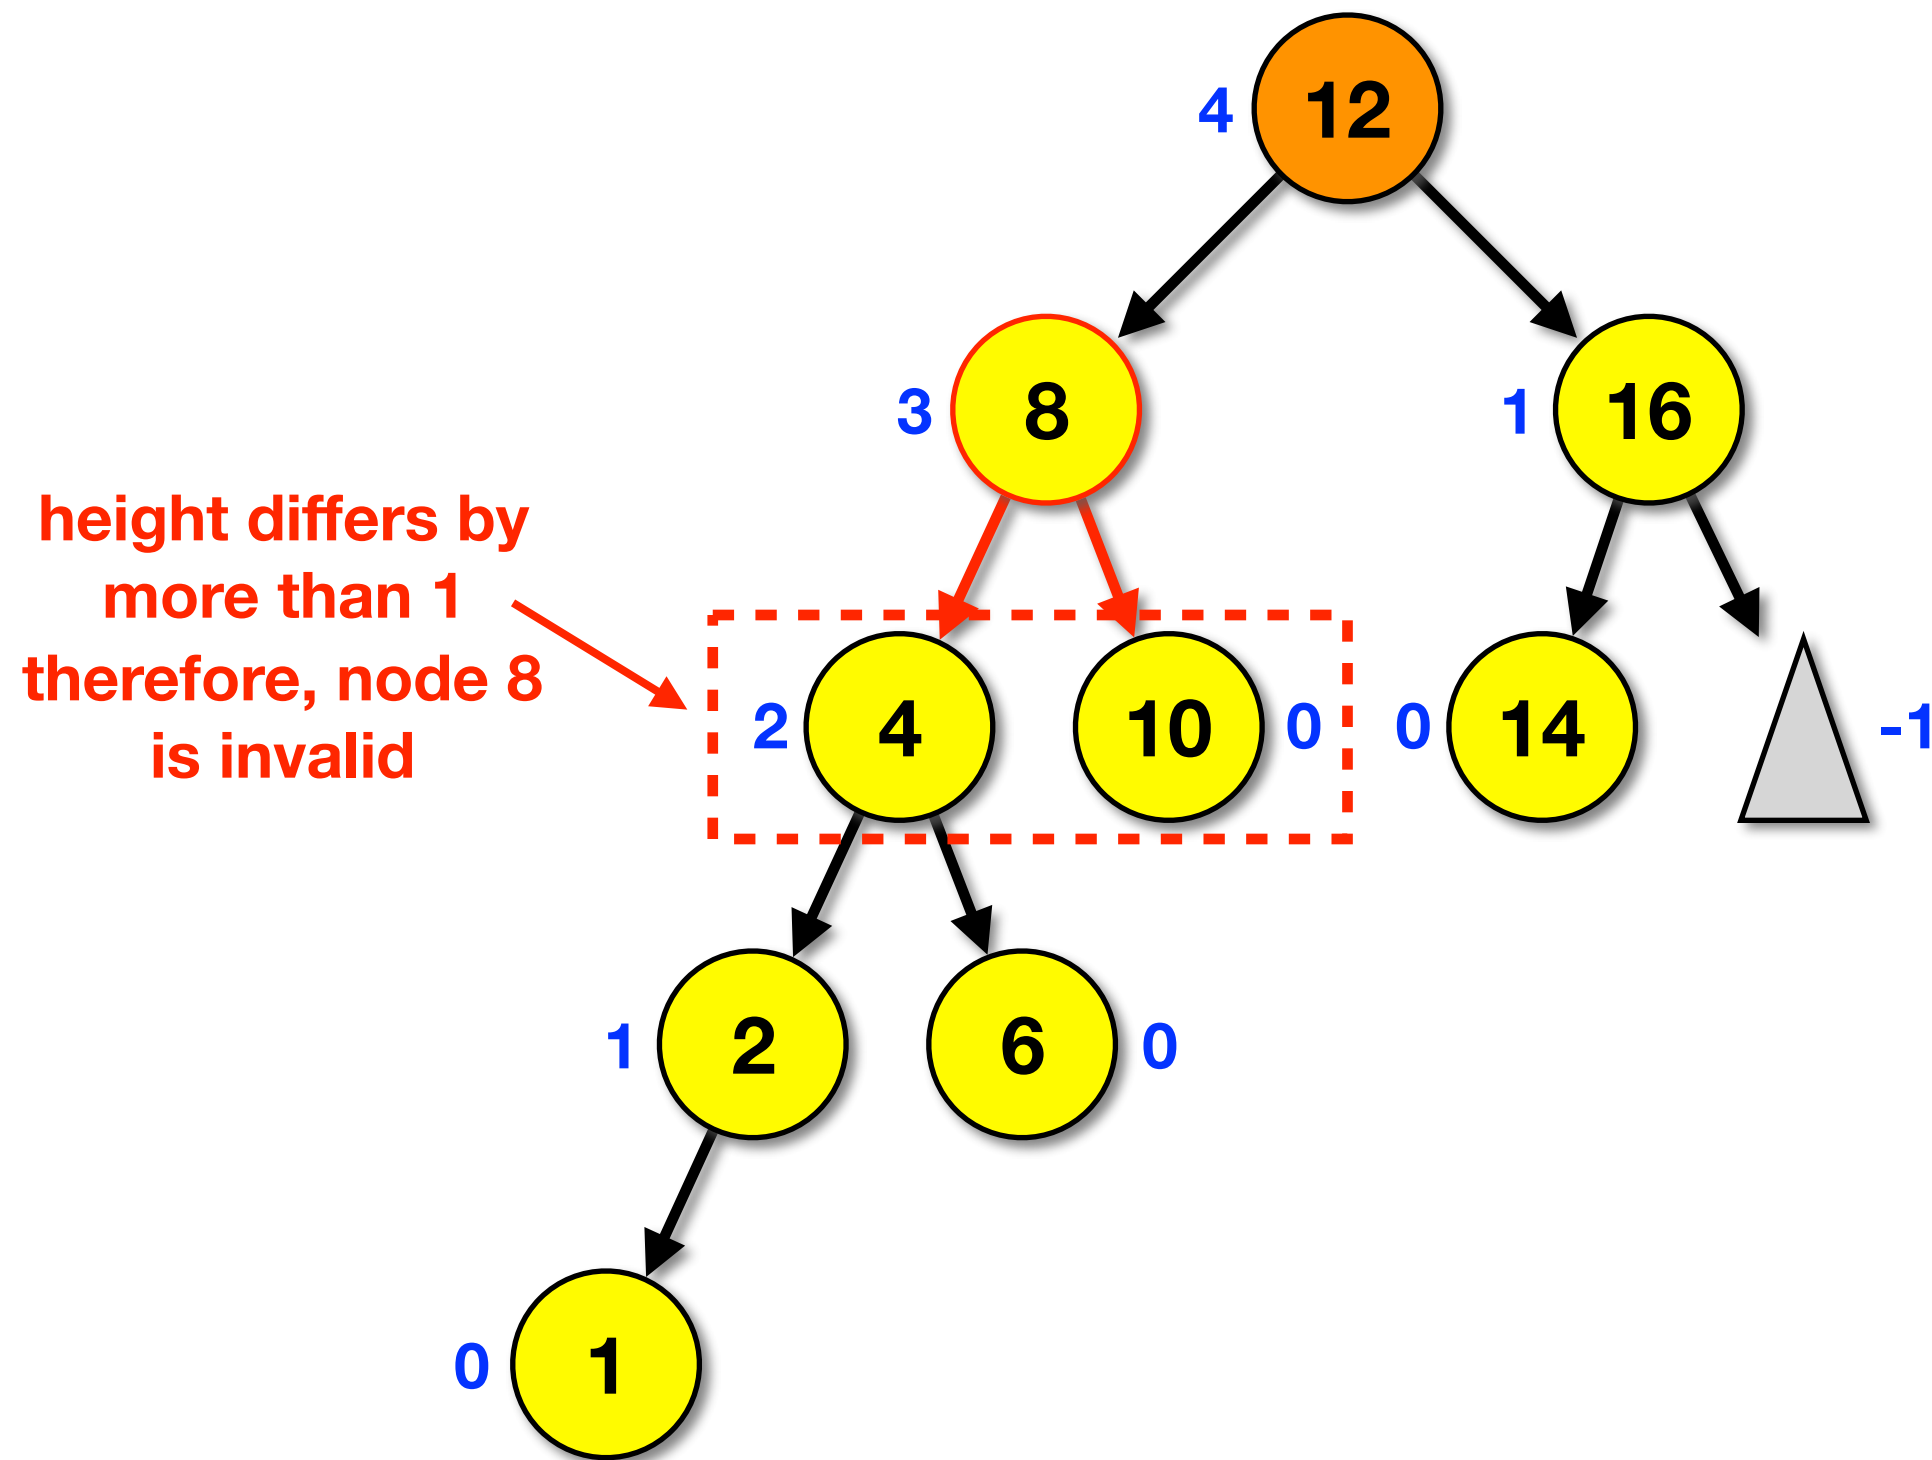 4 12
3 8 1 16
height differs by
more than 1
therefore, node 8
is invalid
2 4 10 0 0 14 -1
1 2 6 0
0 1